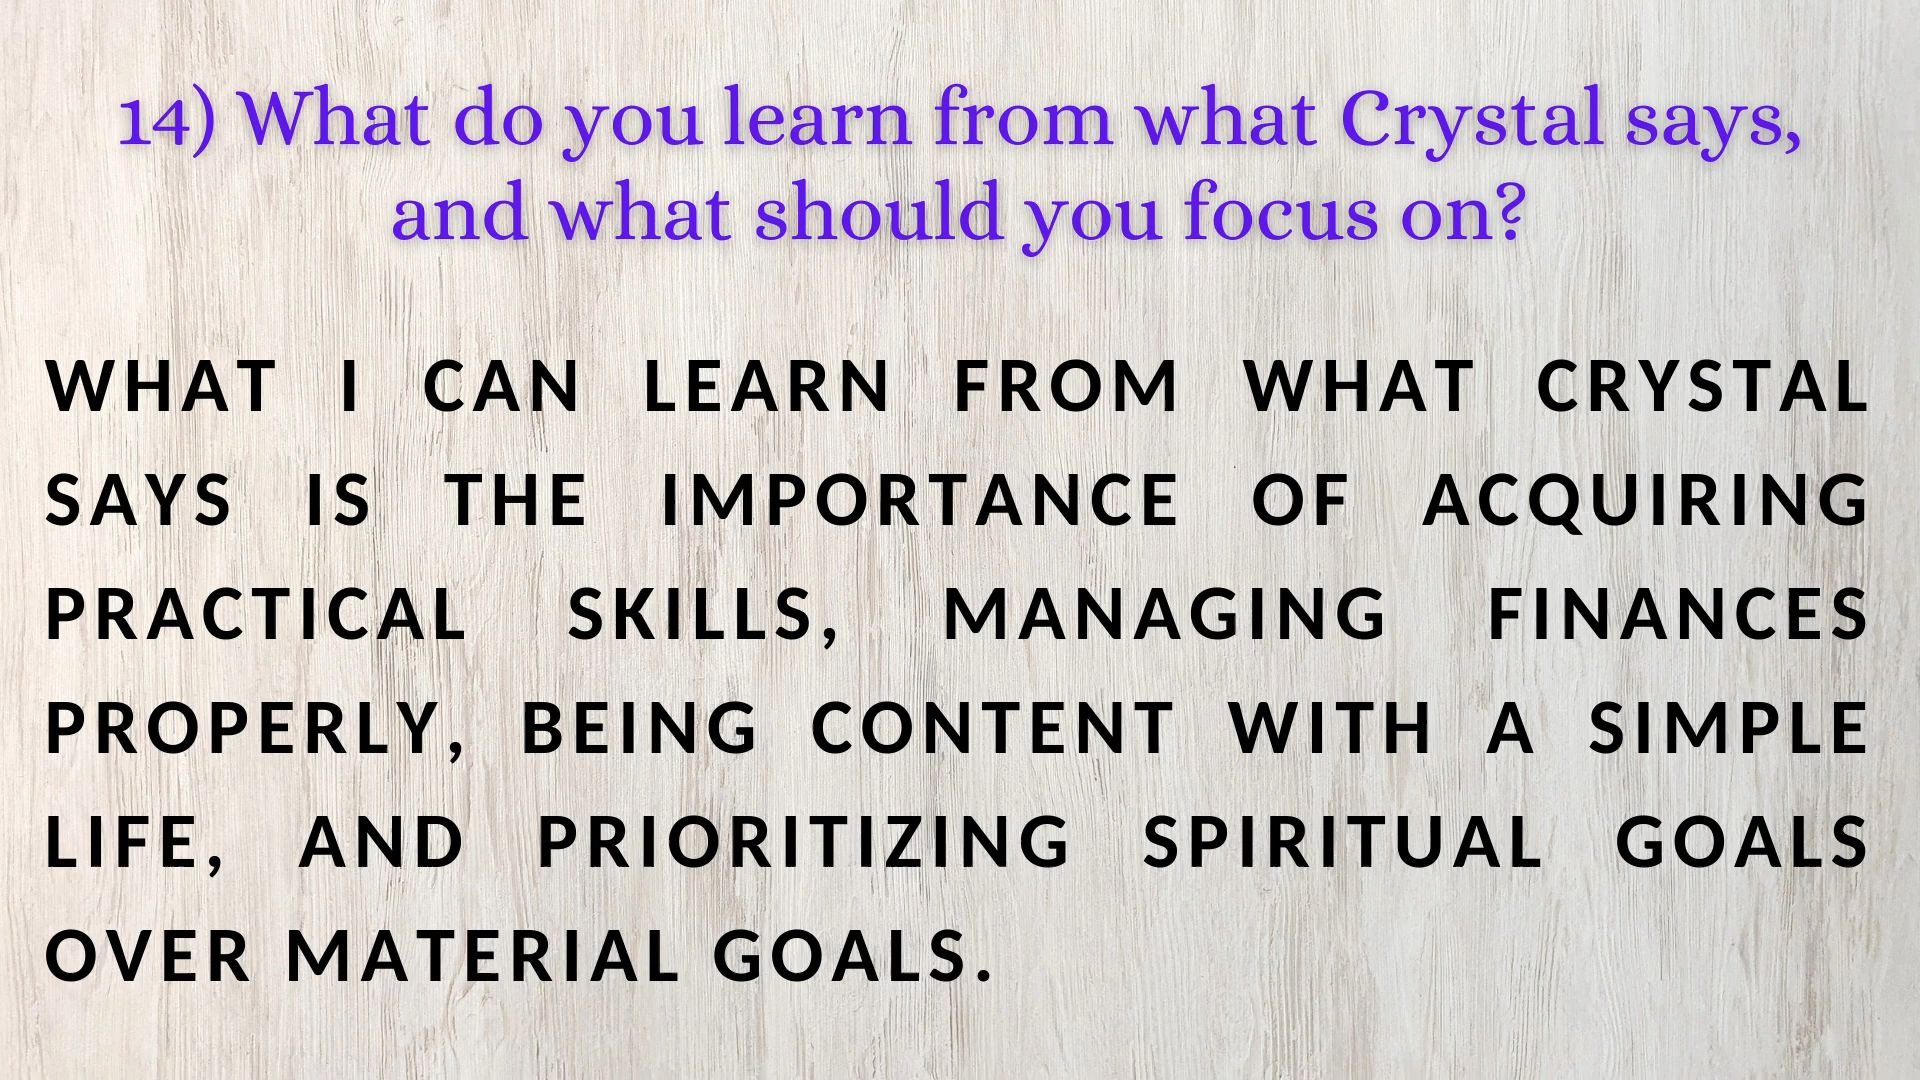 14) What do you learn from what Crystal says,
and what should you focus on?
WHAT I CAN LEARN FROM WHAT CRYSTAL
SAYS IS THE IMPORTANCE OF ACQUIRING
PRACTICAL SKILLS, MANAGING FINANCES
PROPERLY, BEING CONTENT WITH A SIMPLE
LIFE, AND PRIORITIZING SPIRITUAL GOALS
OVER MATERIAL GOALS.